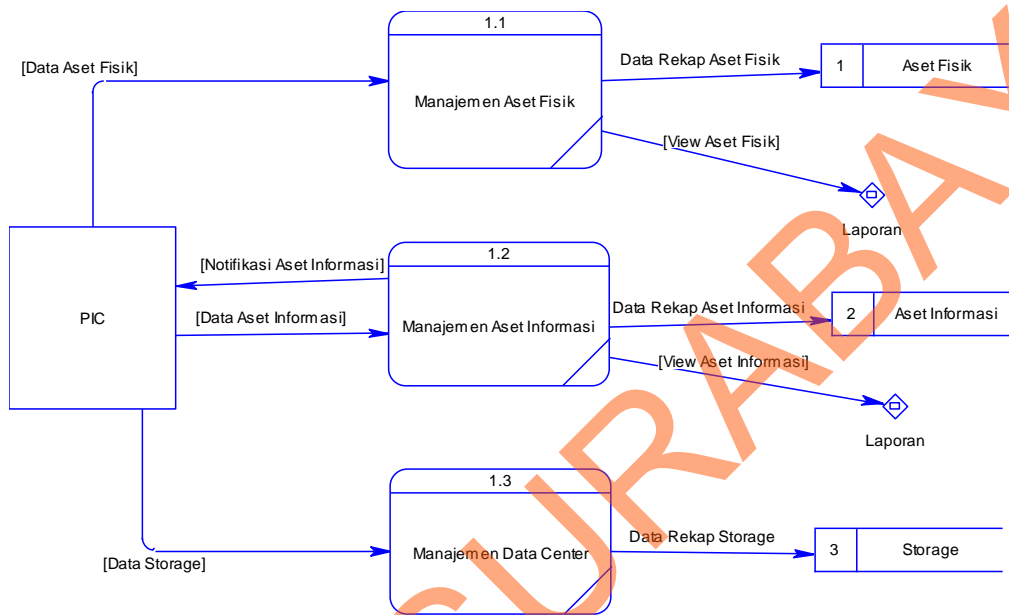 1.1
[Data Aset Fisik]
Manajemen Aset Fisik
Data Rekap Aset Fisik
1
Aset Fisik
[View Aset Fisik]
Laporan
PIC
[Notifikasi Aset Informasi]
[Data Aset Informasi]
1.2
Manajemen Aset Informasi
Data Rekap Aset Informasi
2
Aset Informasi
[View Aset Informasi]
Laporan
1.3
[Data Storage]
Manajemen Data Center
Data Rekap Storage
3
Storage
SURABAY